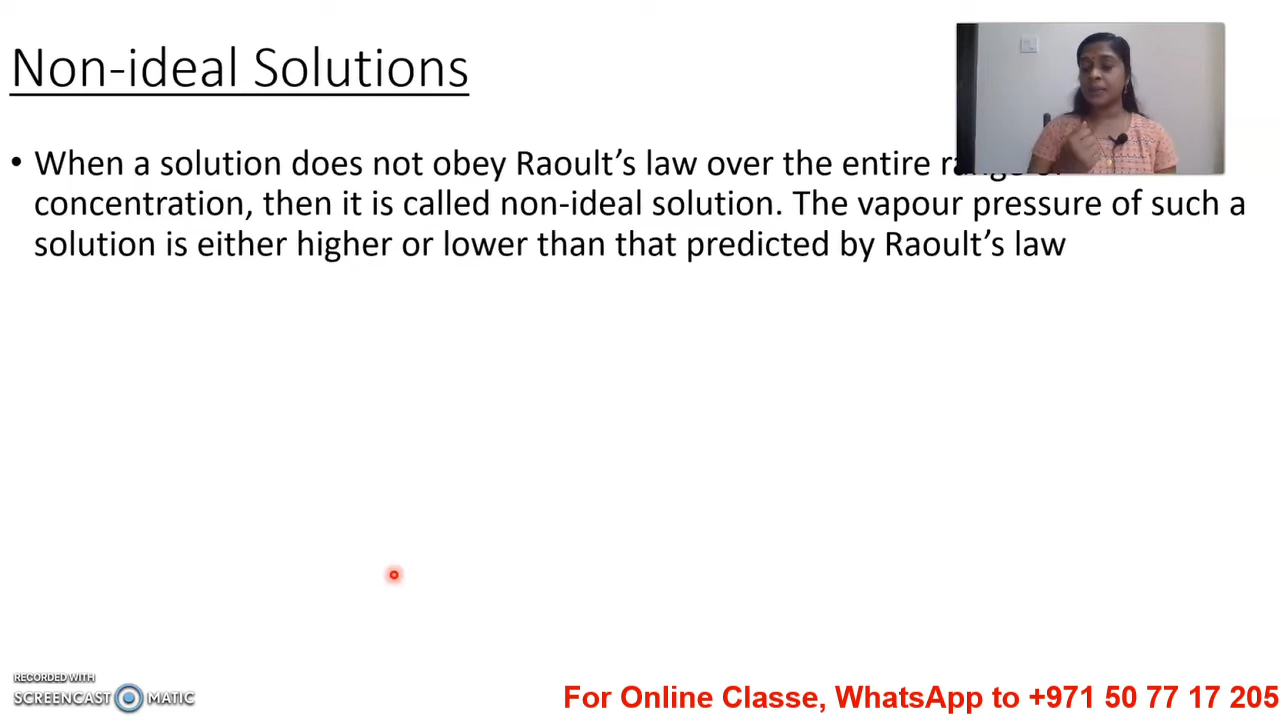 Non-ideal Solutions
• When a solution does not obey Raoult’s law over the entire
concentration, then it is called non-ideal solution. The vapour pressure of such a
solution is either higher or lower than that predicted by Raoult’s law
RECORDED WITH
SCREENCAST MATIC
For Online Classe, WhatsApp to +971 50 77 17 205